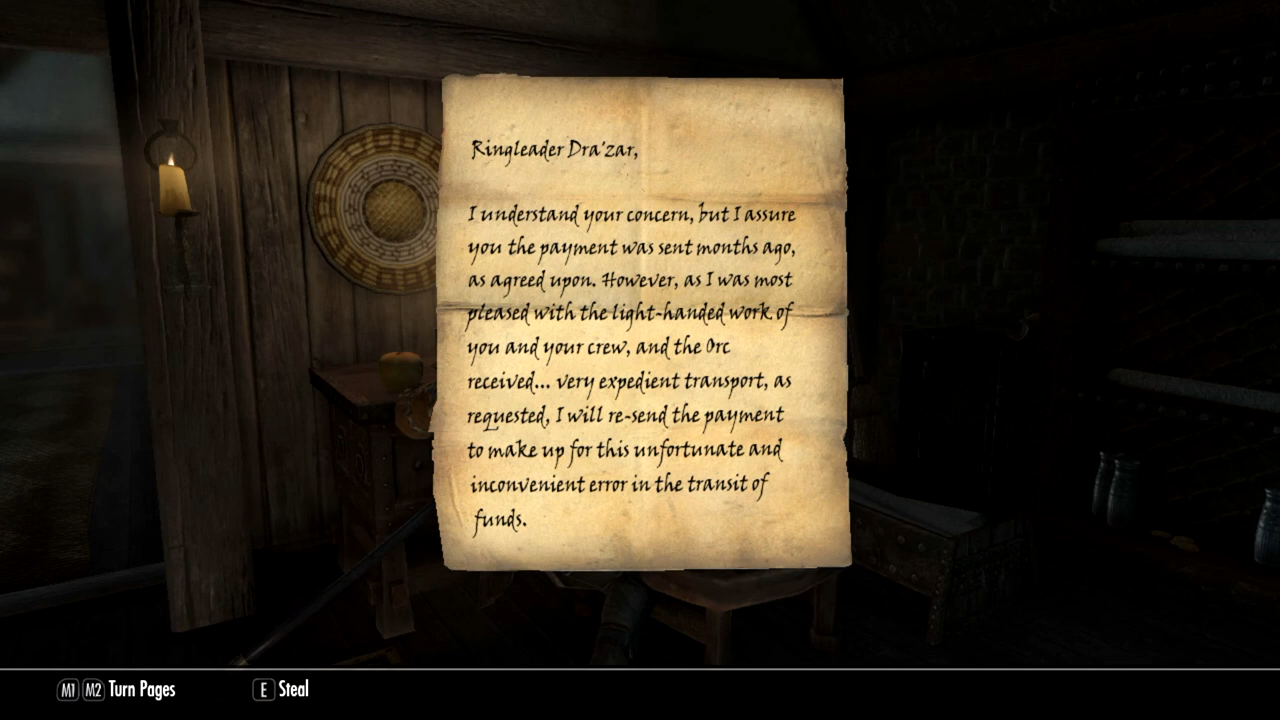 Ringleader Dra'zar,
I understand your concern, but I assure
you the payment was sent months ago,
as agreed upon. However, as I was most
pleased with the light-handed work of
you and your crew, and the Orc
received... very expedient transport, as
requested, I will re-send the payment
to make up for this unfortunate and
inconvenient error in the transit of
funds.
M1 M2 Turn Pages
E Steal